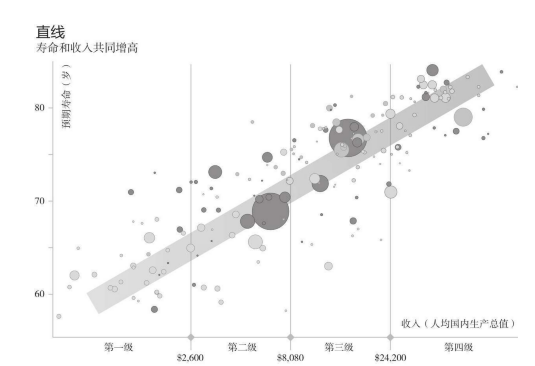 直线
寿命和收入共同增高
预期寿命（岁）
80
70
60
收入（人均国内生产总值）
第一级 第二级 第三级 第四级
$2,600 $8,080 $24,200